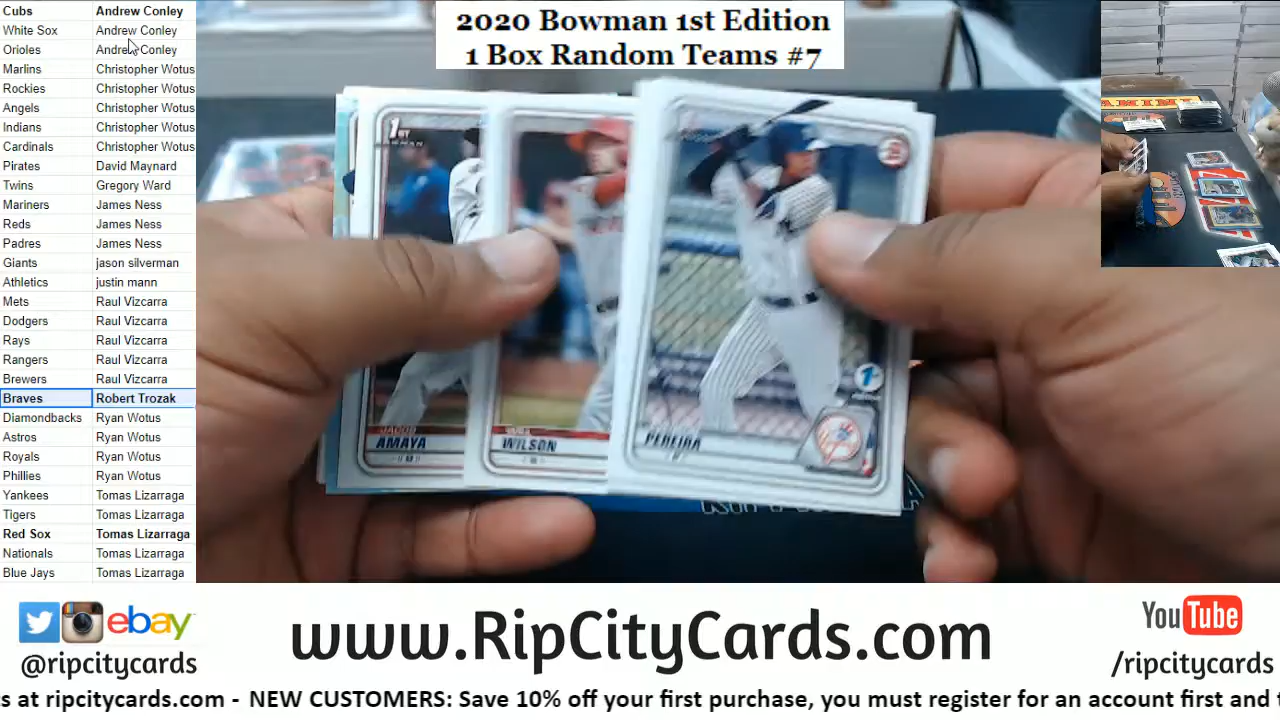 2020 Bowman 1st Edition
1 Box Random Teams #7
Cubs Andrew Conley
White Sox Andrew Conley
Orioles Andrew Conley
Marlins Christopher Wotus
Rockies Christopher Wotus
Angels Christopher Wotus
Indians Christopher Wotus
Cardinals Christopher Wotus
Pirates David Maynard
Twins Gregory Ward
Mariners James Ness
Reds James Ness
Padres James Ness
Giants jason silverman
Athletics justin mann
Mets Raul Vizcarra
Dodgers Raul Vizcarra
Rays Raul Vizcarra
Rangers Raul Vizcarra
Brewers Raul Vizcarra
Braves Robert Trozak
Diamondbacks Ryan Wotus
Astros Ryan Wotus
Royals Ryan Wotus
Phillies Ryan Wotus
Yankees Tomas Lizarraga
Tigers Tomas Lizarraga
Red Sox Tomas Lizarraga
Nationals Tomas Lizarraga
Blue Jays Tomas Lizarraga
1ST
JACOB
AMAYA
WILSON
PEREIRA
1st
PANINI
ebay
@ripcitycards
www.RipCityCards.com
YouTube
/ripcitycards
s at ripcitycards.com - NEW CUSTOMERS: Save 10% off your first purchase, you must register for an account first and t